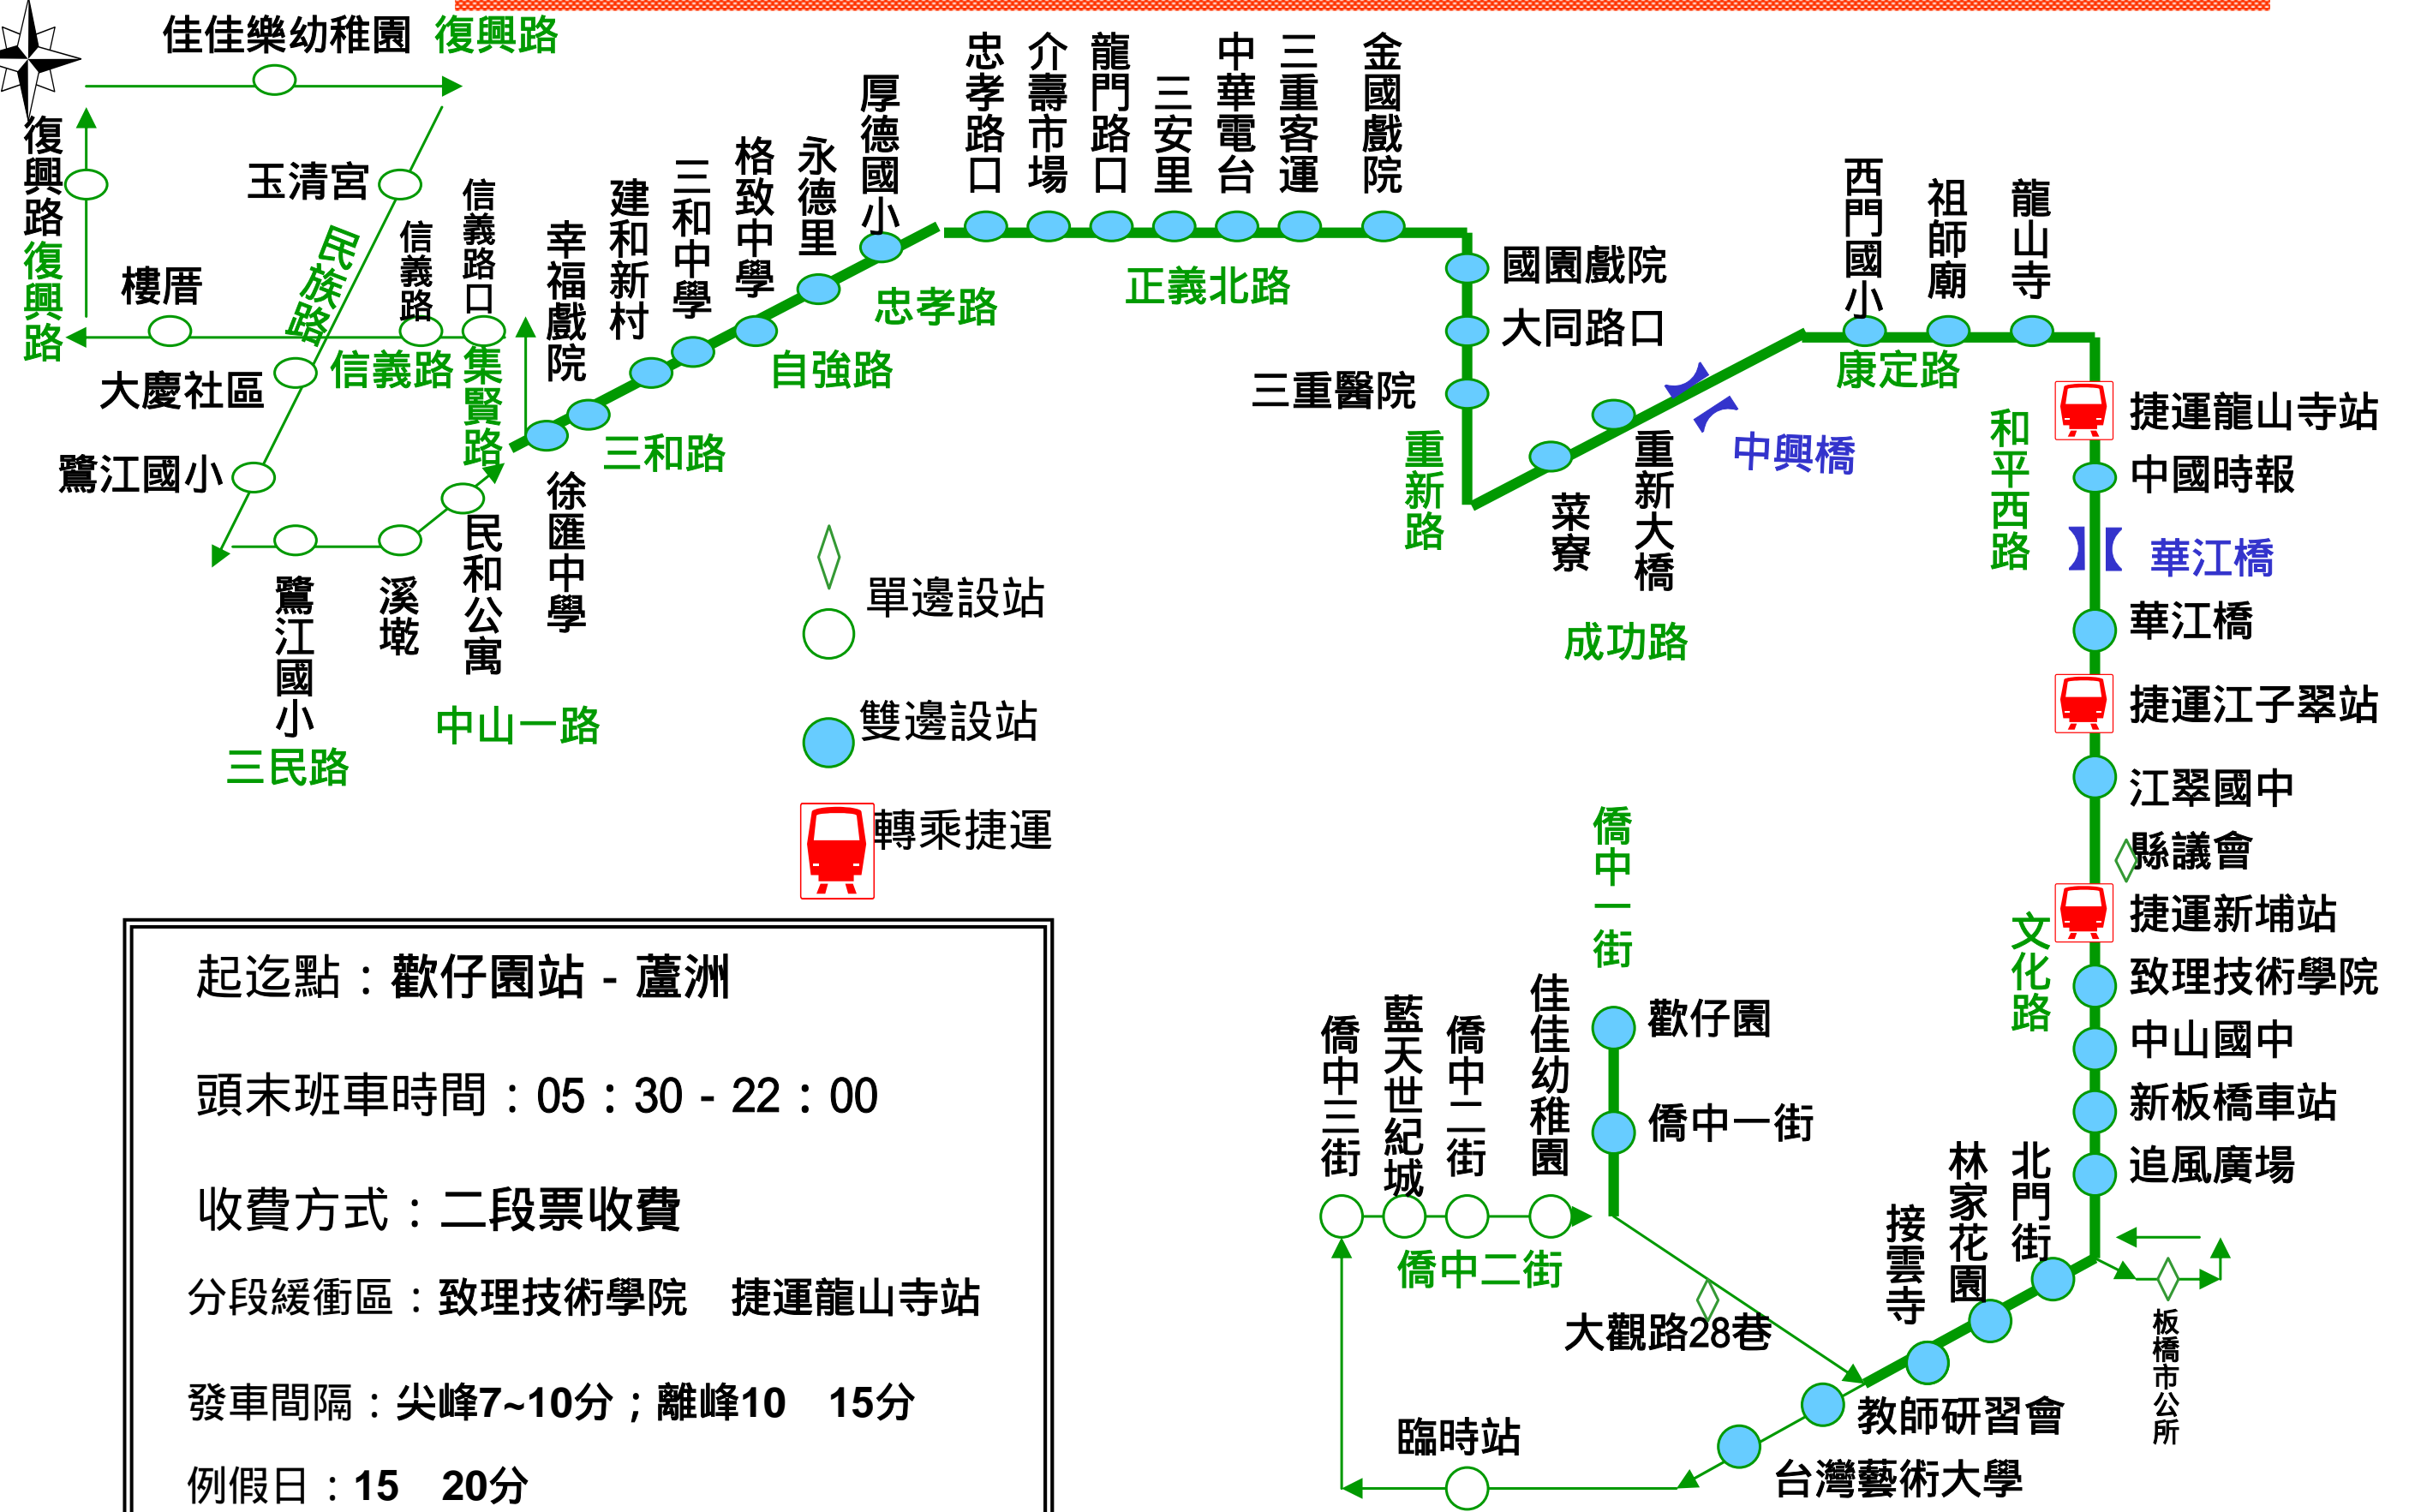 佳佳樂幼稚園
復興路
復興路
復興路
玉清宮
民族路
信義路
信義路口
樓厝
大慶社區
信義路
集賢路
鷺江國小
鷺江國小
溪墘
民和公寓
三民路
中山一路
徐匯中學
幸福戲院
建和新村
三和中學
格致中學
永德里
厚德國小
三和路
自強路
忠孝路
忠孝路口
介壽市場
龍門路口
三安里
中華電台
三重客運
金國戲院
正義北路
國園戲院
大同路口
三重醫院
重新路
菜寮
重新大橋
成功路
中興橋
西門國小
祖師廟
龍山寺
康定路
和平西路
捷運龍山寺站
中國時報
華江橋
華江橋
捷運江子翠站
江翠國中
縣議會
捷運新埔站
文化路
致理技術學院
中山國中
新板橋車站
追風廣場
板橋市公所
北門街
林家花園
接雲寺
教師研習會
台灣藝術大學
大觀路28巷
臨時站
僑中三街
藍天世紀城
僑中二街
佳佳幼稚園
僑中二街
僑中一街
歡仔園
僑中一街
單邊設站
雙邊設站
轉乘捷運
起迄點：歡仔園站 - 蘆洲
頭末班車時間：05：30 - 22：00
收費方式：二段票收費
分段緩衝區：致理技術學院　捷運龍山寺站
發車間隔：尖峰7~10分；離峰10　15分
例假日：15　20分